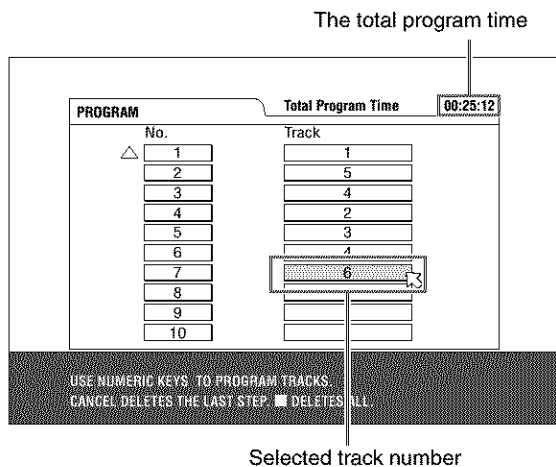 The total program time
PROGRAM Total Program Time 00:25:12
No. Track
1 1
2 5
3 4
4 2
5 3
6 4
7 6
8
9
10
USE NUMERIC KEYS TO PROGRAM TRACKS.
CANCEL DELETES THE LAST STEP. ■ DELETES ALL.
Selected track number